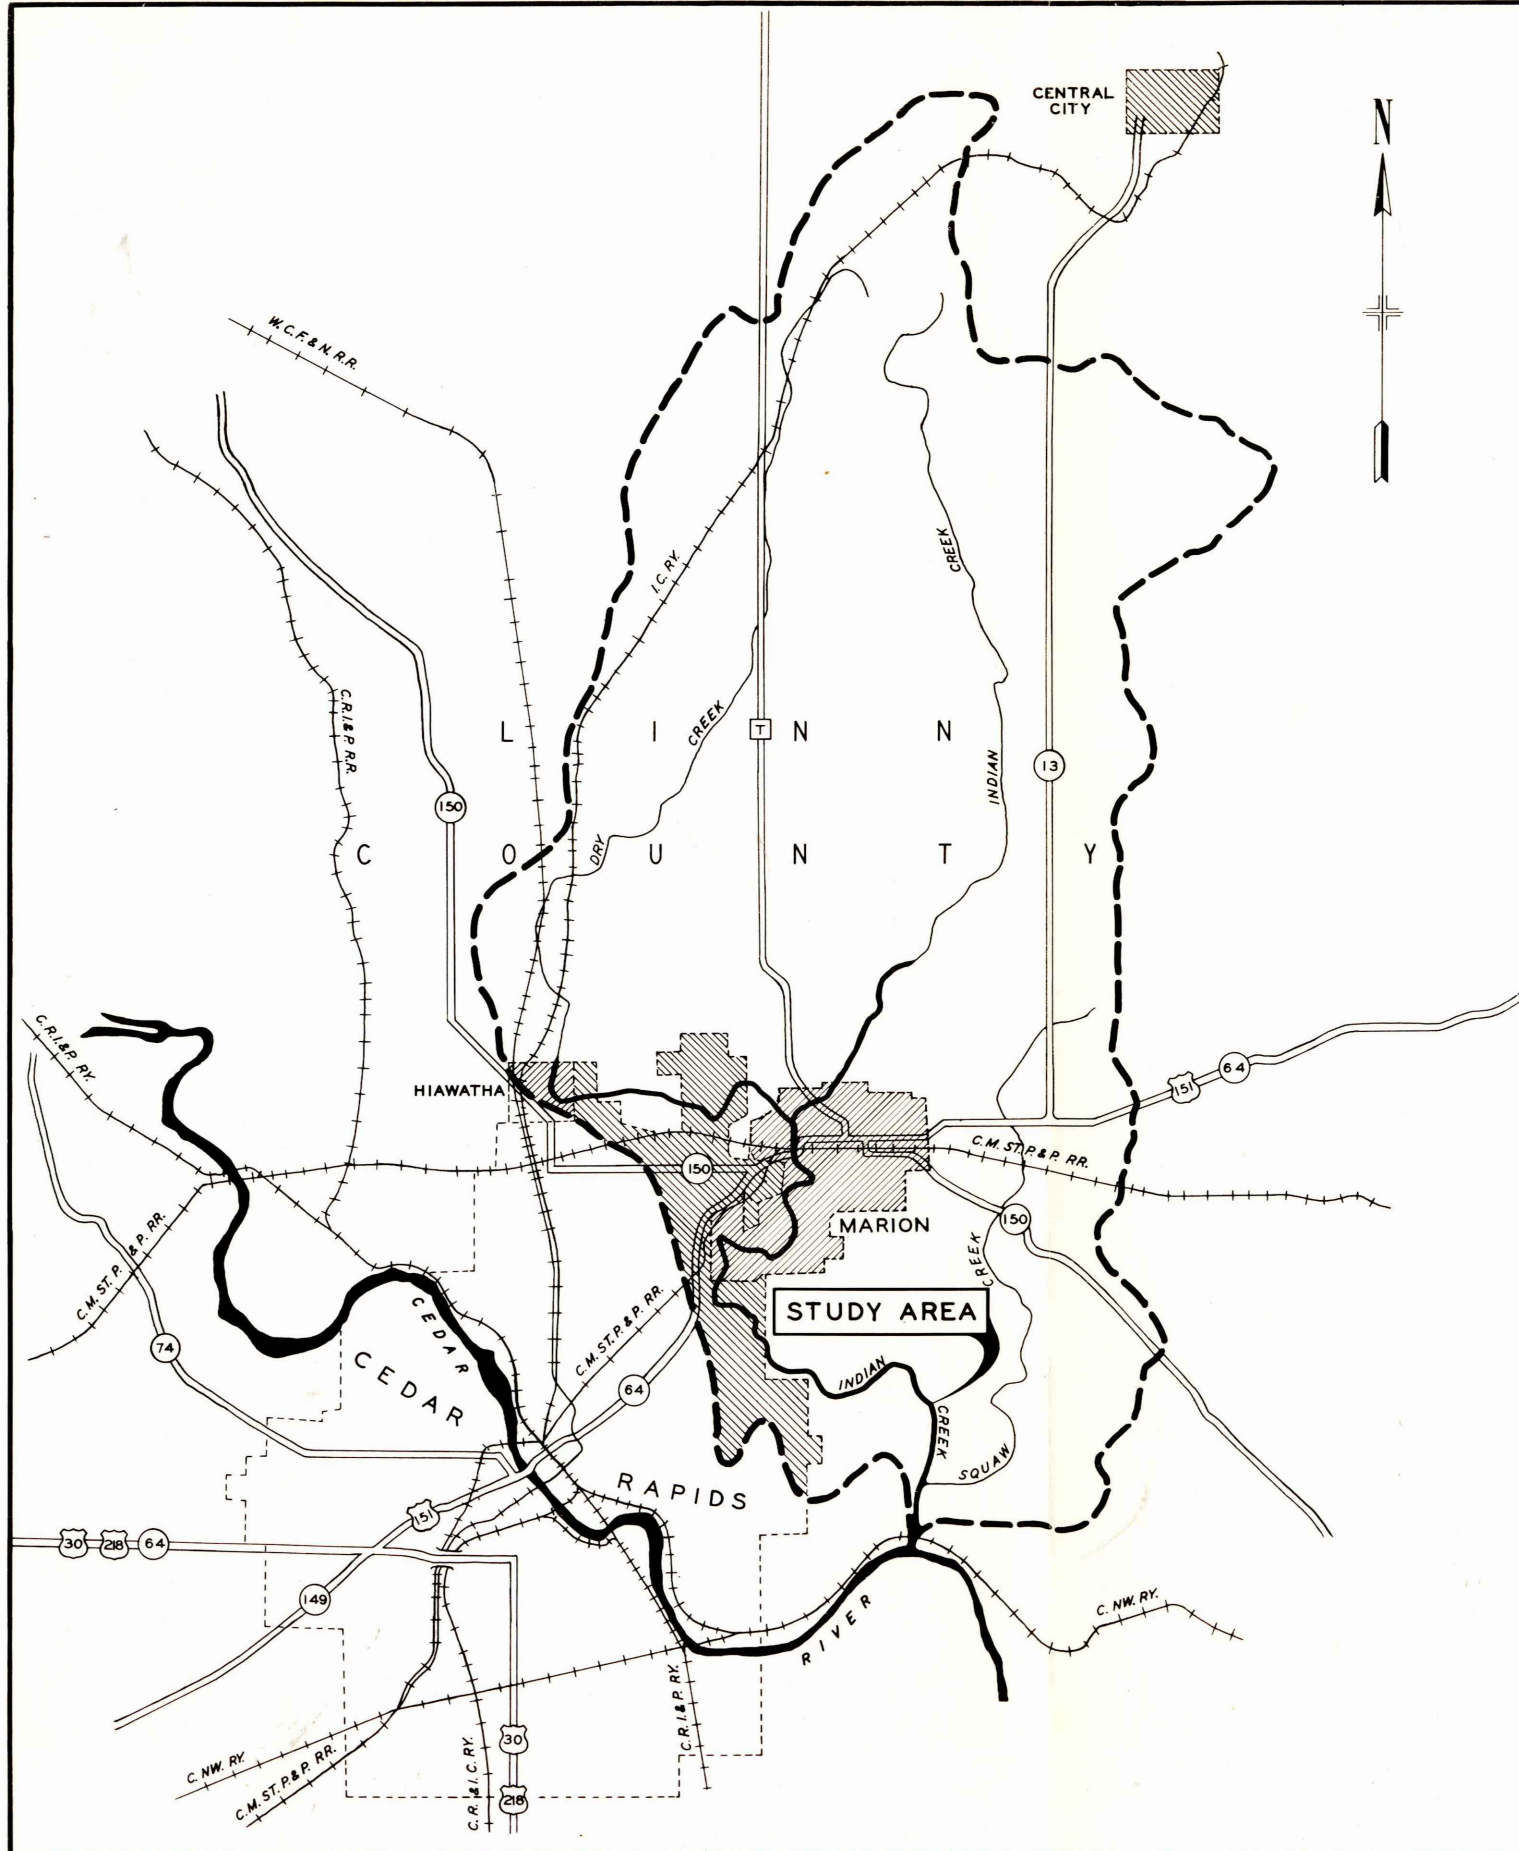 CENTRAL
CITY
N
W.C.F.& N. R.R.
I.C. RY.
CREEK
C.R.I.& P. R.R.
L I N N
CREEK
T
INDIAN
13
150
C O U N T Y
DRY
C.R.I.& P. RY.
HIAWATHA
64
151
C.M. ST. P. & P. RR.
150
MARION
150
C.M. ST. P. & P. RR.
CREEK
STUDY AREA
C.M. ST. P. & P. RR.
CEDAR
74
CEDAR
64
INDIAN
CREEK
SQUAW
RAPIDS
151
30
218
64
149
C. NW. RY.
RIVER
C.R.I.& P. RY.
30
C. NW. RY.
C.M. ST. P. & P. RR.
C.R. & I.C. RY.
218